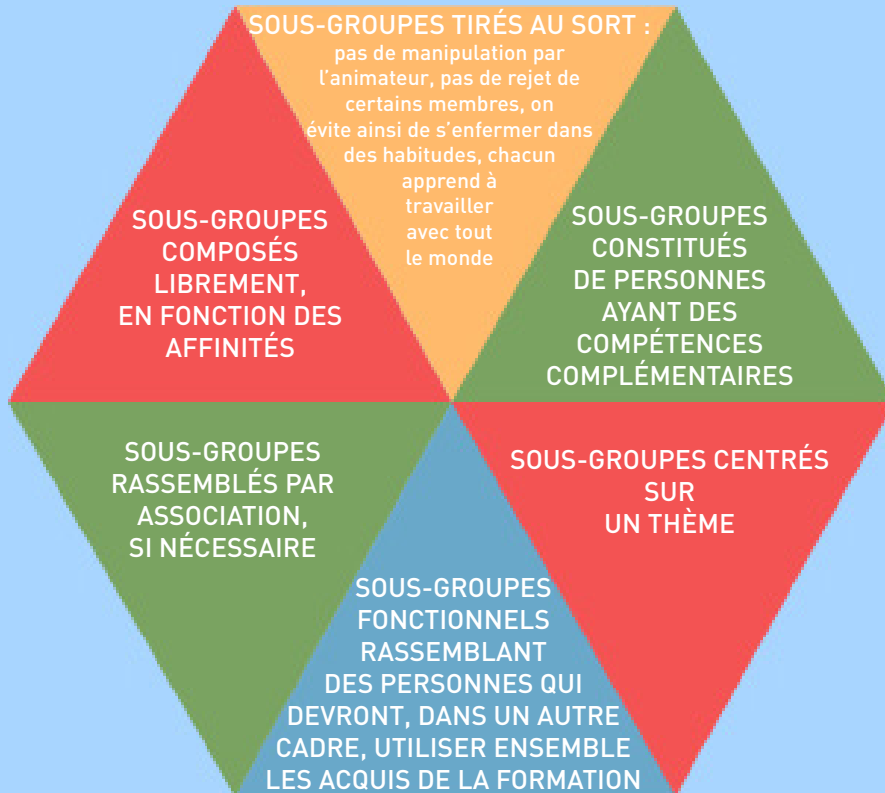 SOUS-GROUPES TIRÉS AU SORT :
pas de manipulation par
l'animateur, pas de rejet de
certains membres, on
évite ainsi de s'enfermer dans
des habitudes, chacun
apprend à
travailler
avec tout
le monde
SOUS-GROUPES
COMPOSÉS
LIBREMENT,
EN FONCTION DES
AFFINITÉS
SOUS-GROUPES
CONSTITUÉS
DE PERSONNES
AYANT DES
COMPÉTENCES
COMPLÉMENTAIRES
SOUS-GROUPES
RASSEMBLÉS PAR
ASSOCIATION,
SI NÉCESSAIRE
SOUS-GROUPES CENTRÉS
SUR
UN THÈME
SOUS-GROUPES
FONCTIONNELS
RASSEMBLANT
DES PERSONNES QUI
DEVRONT, DANS UN AUTRE
CADRE, UTILISER ENSEMBLE
LES ACQUIS DE LA FORMATION